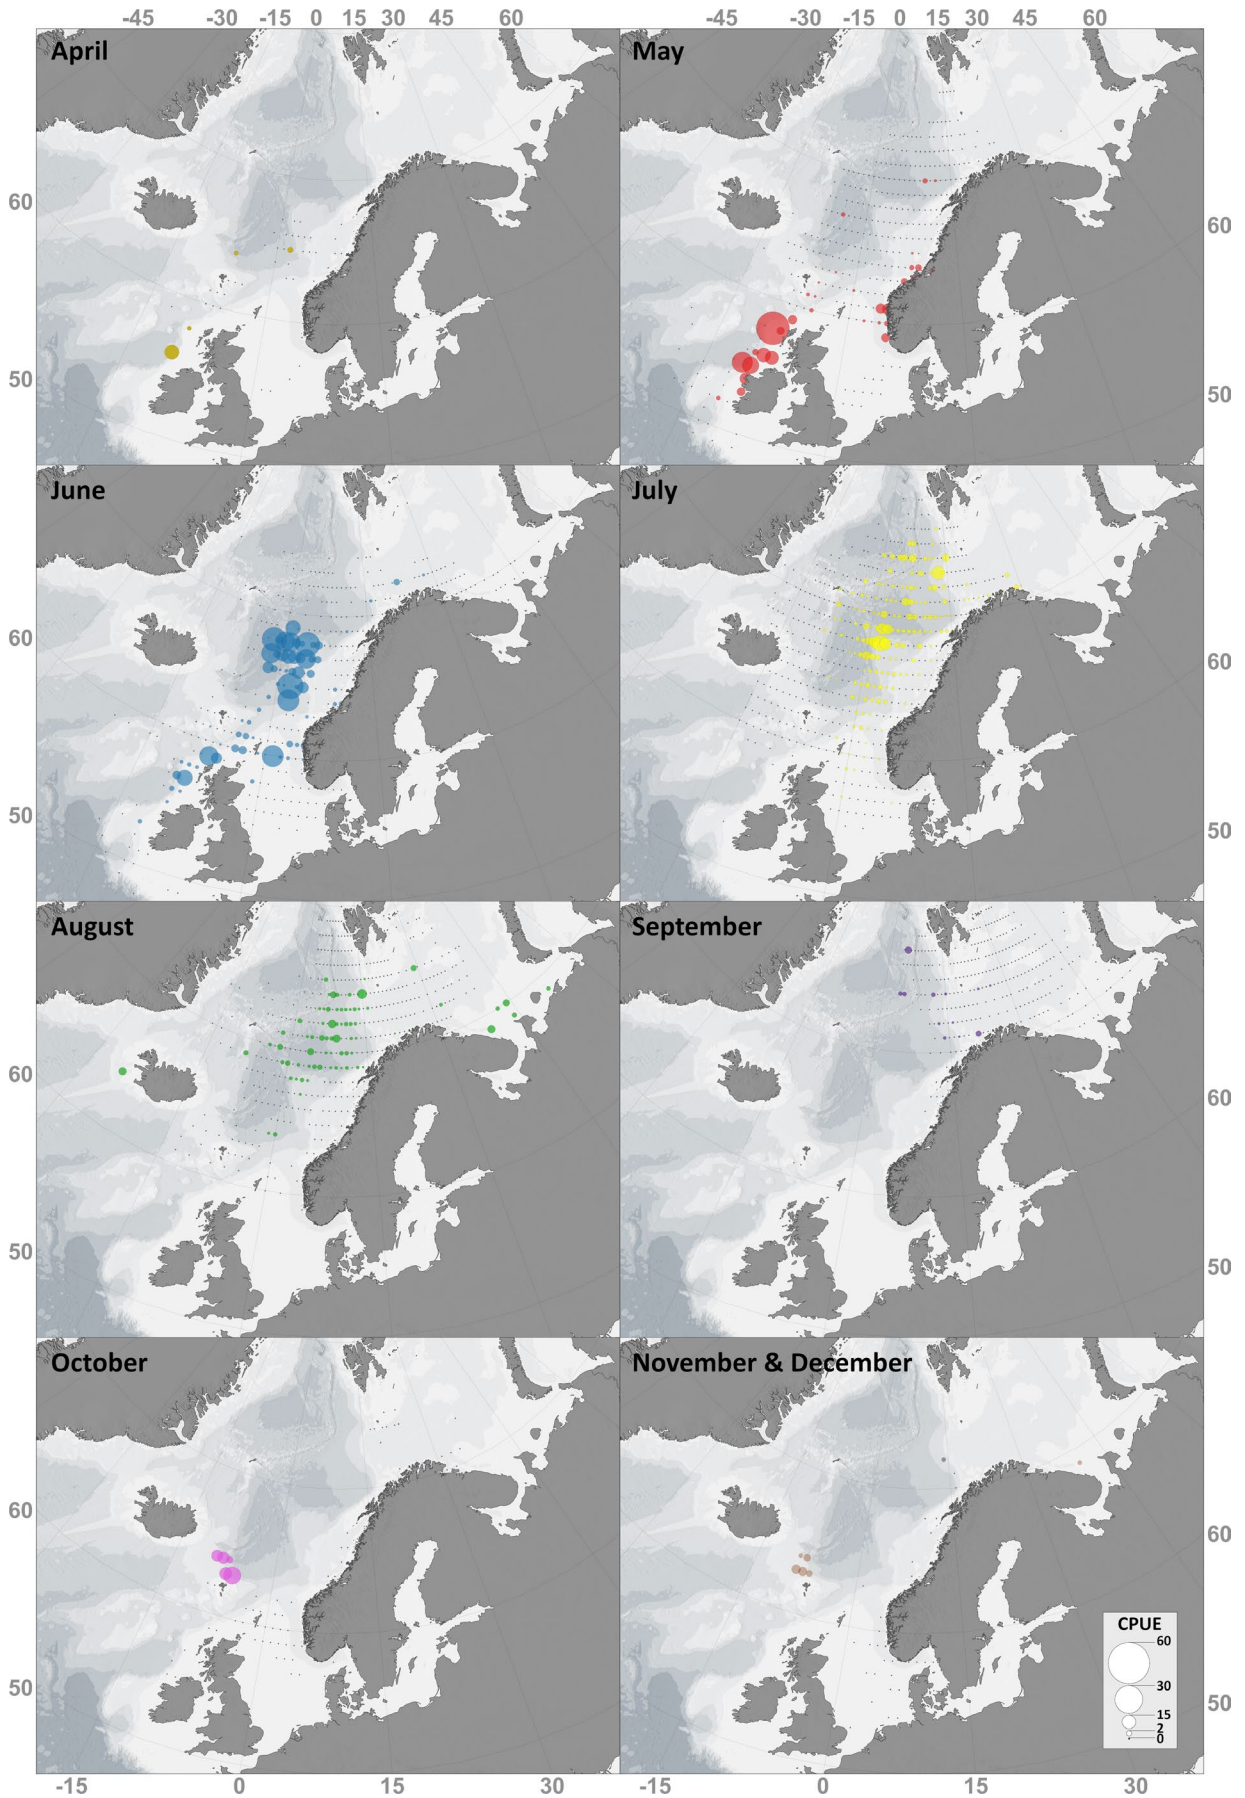 -45 -30 -15 0 15 30 45 60 -45 -30 -15 0 15 30 45 60
April May
60 60
50 50
June July
60 60
50 50
August September
60 60
50 50
October November & December
60 60
CPUE
60
30
15
2
0
50 50
-15 0 15 30 -15 0 15 30